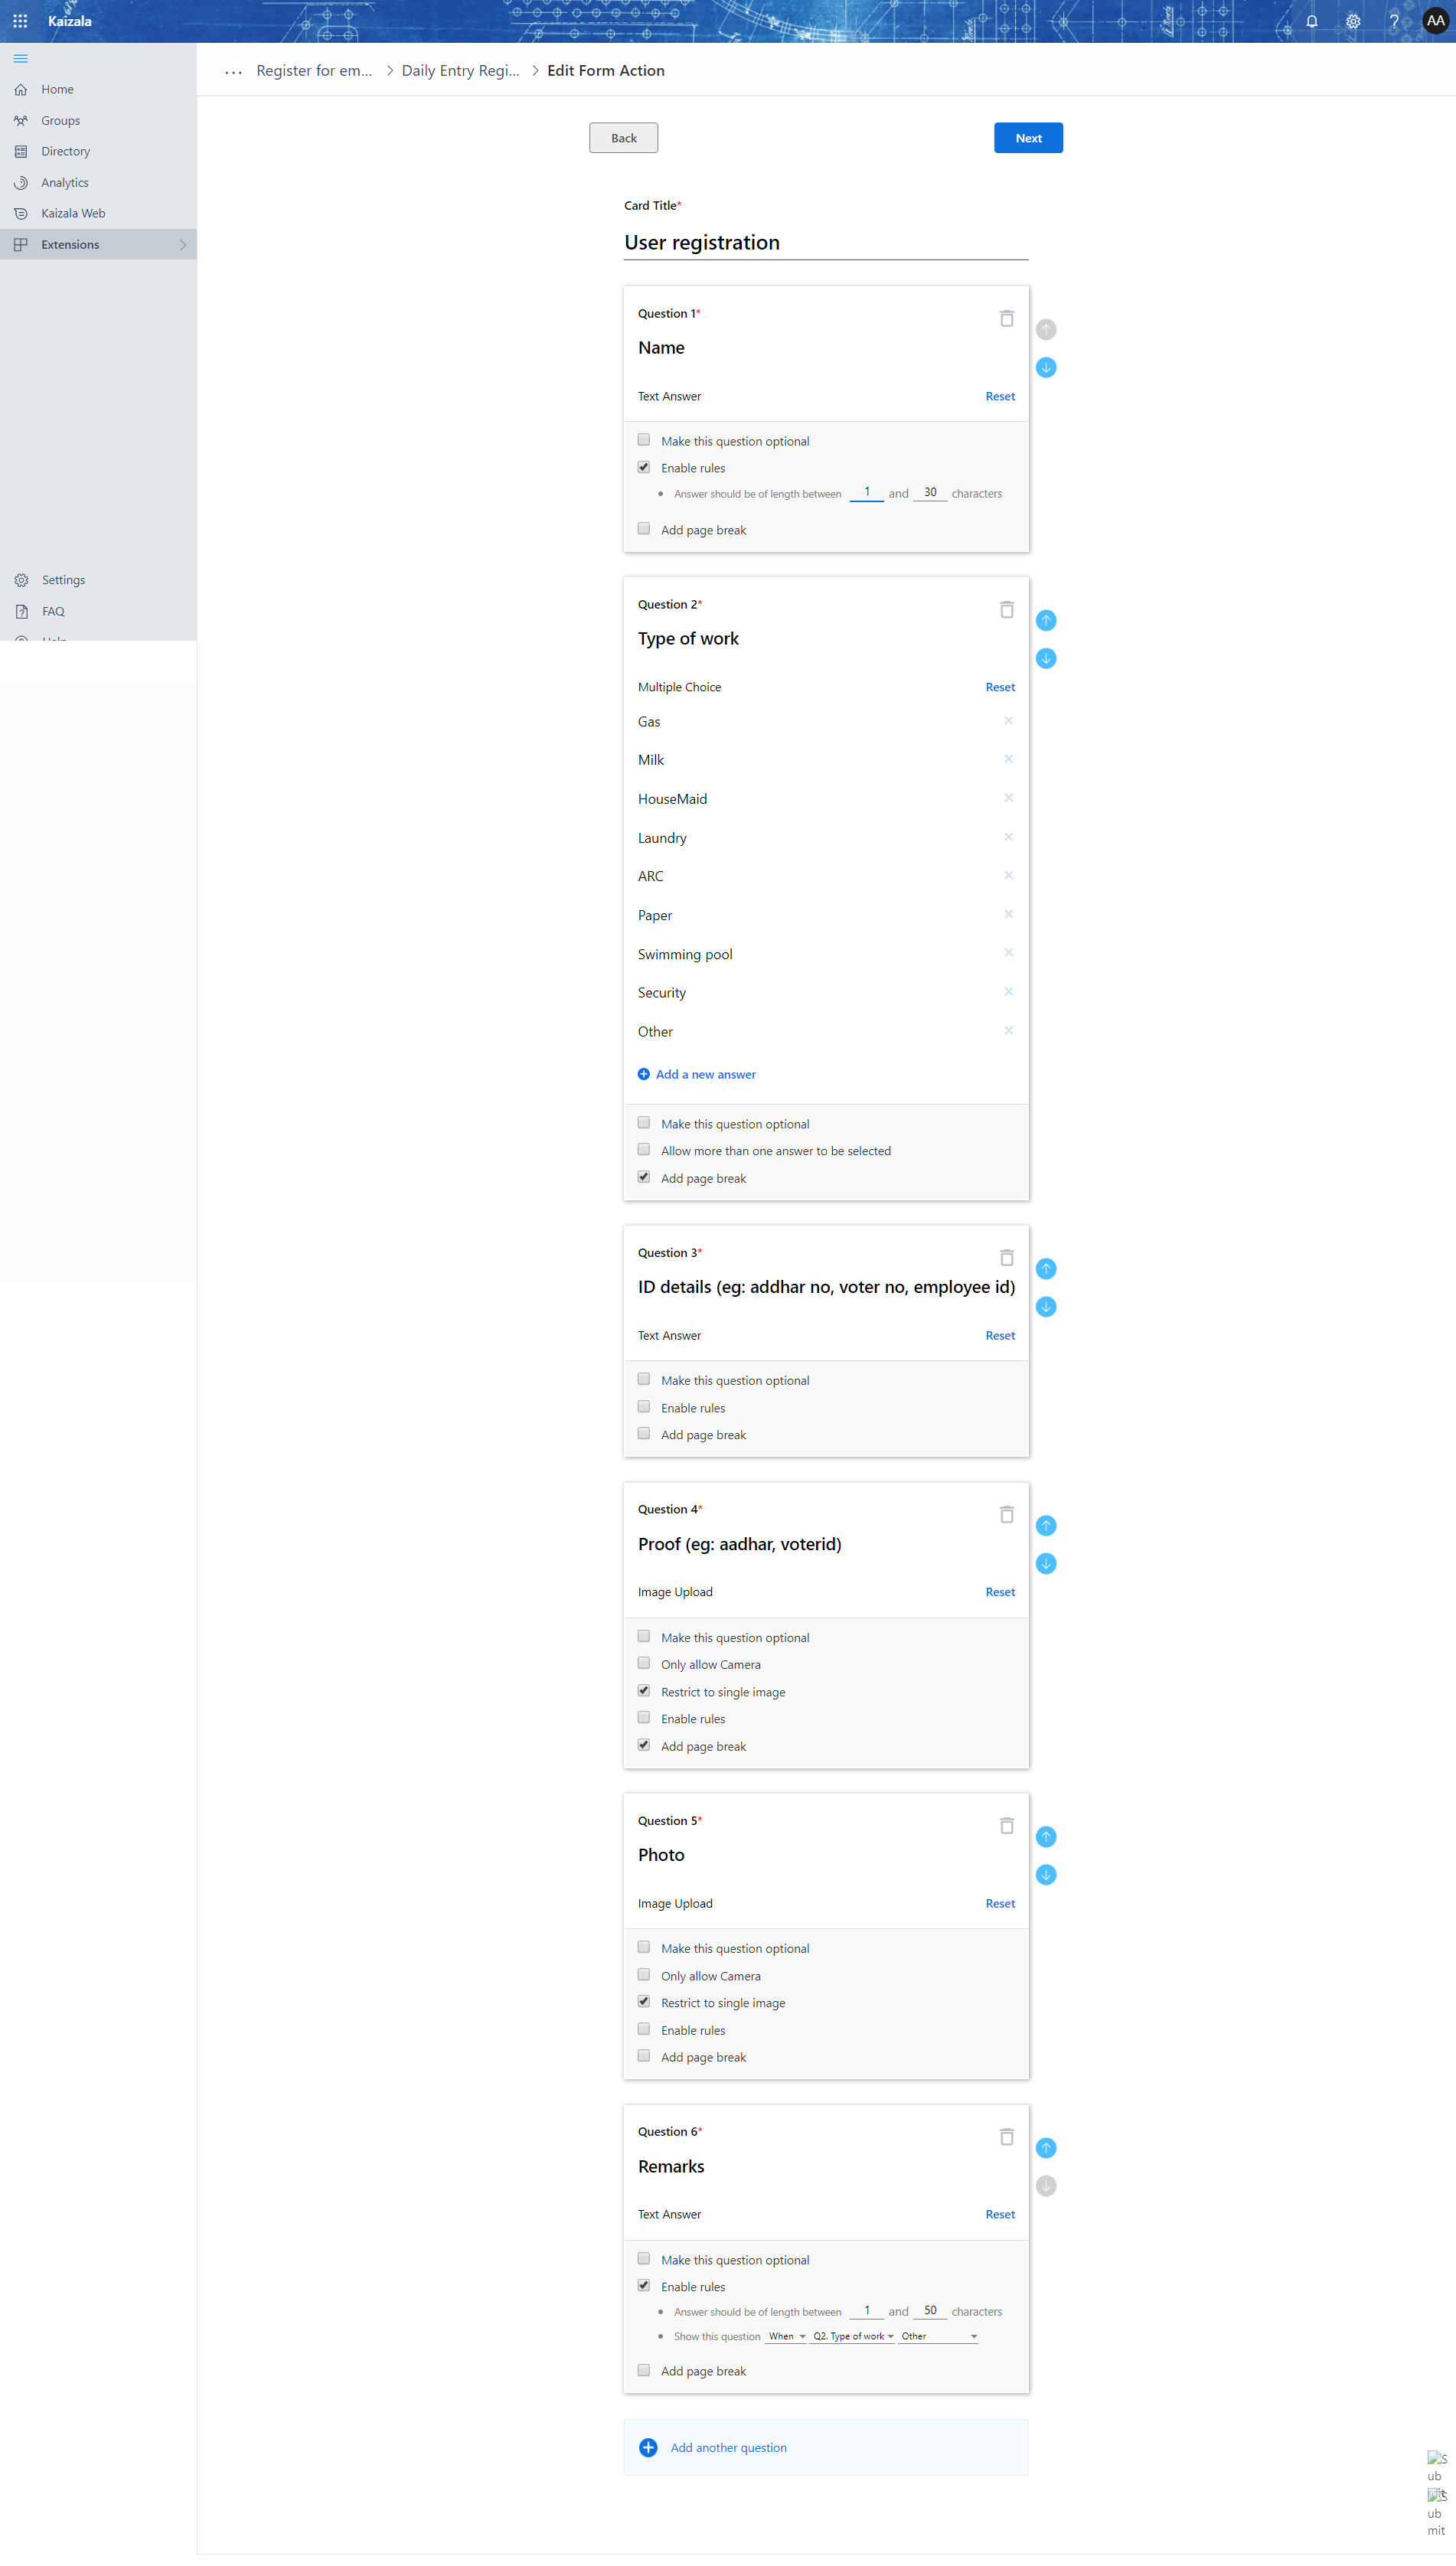 Kaizala
?
AA
... Register for em... > Daily Entry Regi... > Edit Form Action
Home
Groups
Directory
Analytics
Kaizala Web
Extensions
Settings
FAQ
Help
Back
Next
Card Title*
User registration
Question 1*
Name
Text Answer Reset
Make this question optional
Enable rules
• Answer should be of length between 1 and 30 characters
Add page break
Question 2*
Type of work
Multiple Choice Reset
Gas
Milk
HouseMaid
Laundry
ARC
Paper
Swimming pool
Security
Other
Add a new answer
Make this question optional
Allow more than one answer to be selected
Add page break
Question 3*
ID details (eg: addhar no, voter no, employee id)
Text Answer Reset
Make this question optional
Enable rules
Add page break
Question 4*
Proof (eg: aadhar, voterid)
Image Upload Reset
Make this question optional
Only allow Camera
Restrict to single image
Enable rules
Add page break
Question 5*
Photo
Image Upload Reset
Make this question optional
Only allow Camera
Restrict to single image
Enable rules
Add page break
Question 6*
Remarks
Text Answer Reset
Make this question optional
Enable rules
• Answer should be of length between 1 and 50 characters
• Show this question When Q2. Type of work Other
Add page break
Add another question
S
ub
mit
S
ub
mit